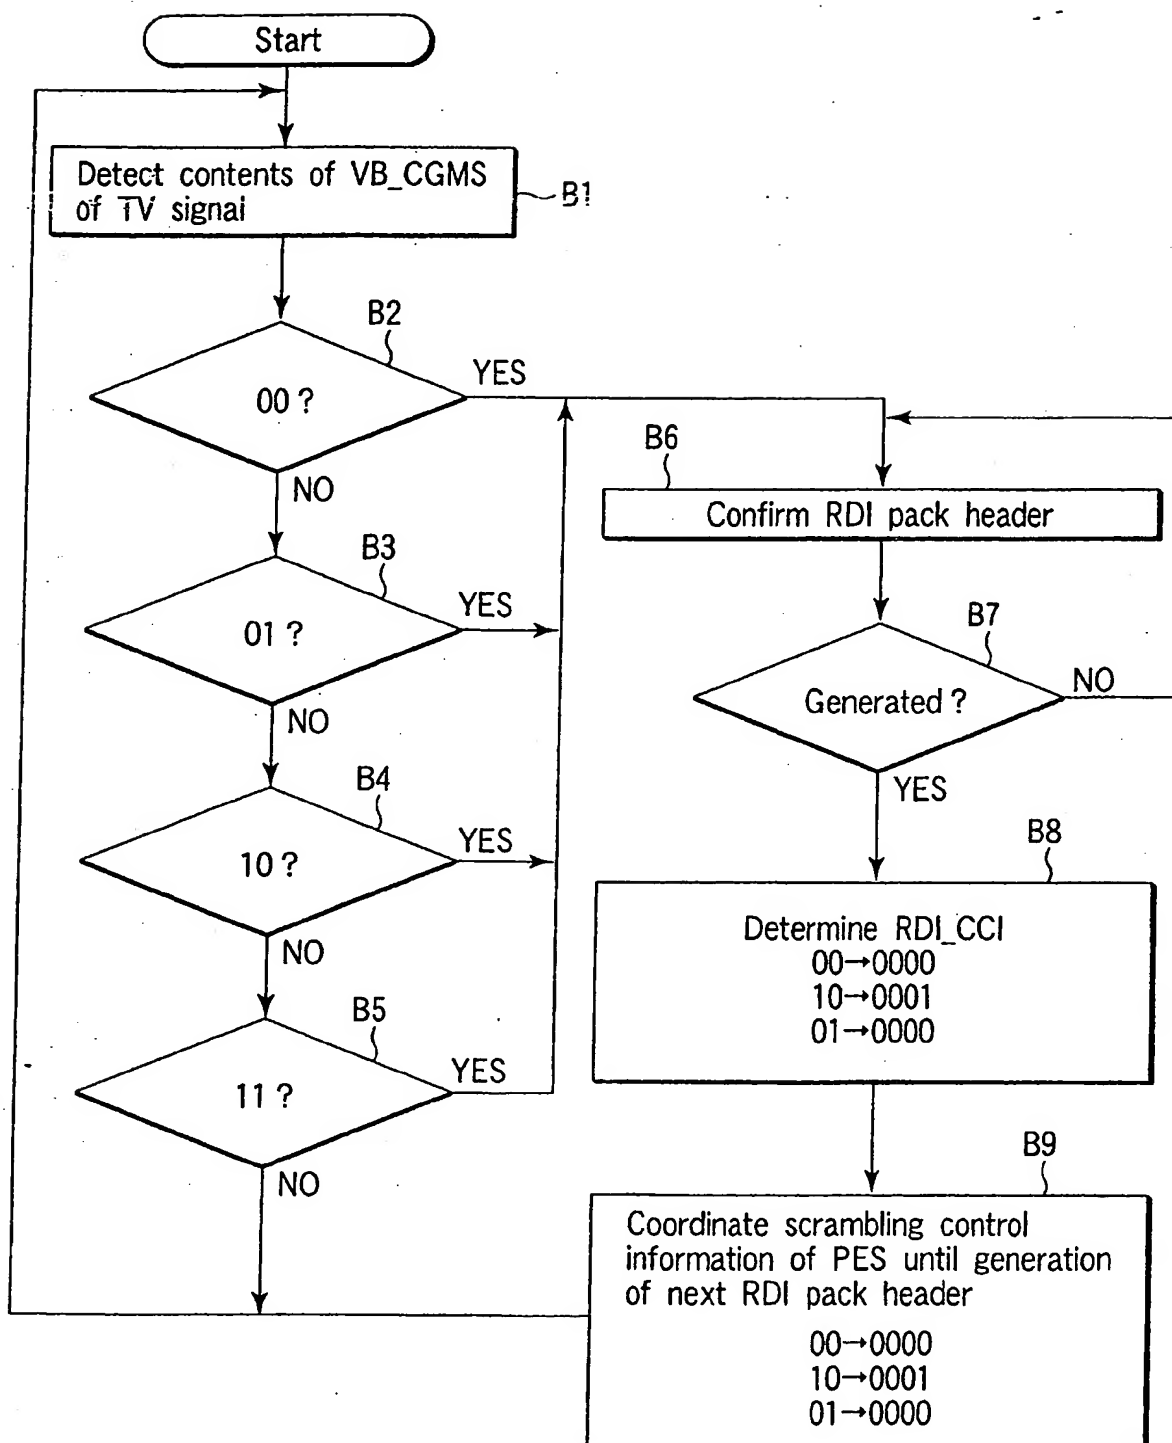 Start
Detect contents of VB_CGMS
of TV signal
B1
B2
00?
YES
NO
B3
01?
YES
NO
B4
10?
YES
NO
B5
11?
YES
NO
B6
Confirm RDI pack header
B7
Generated?
NO
YES
B8
Determine RDI_CCI
00→0000
10→0001
01→0000
B9
Coordinate scrambling control
information of PES until generation
of next RDI pack header
00→0000
10→0001
01→0000